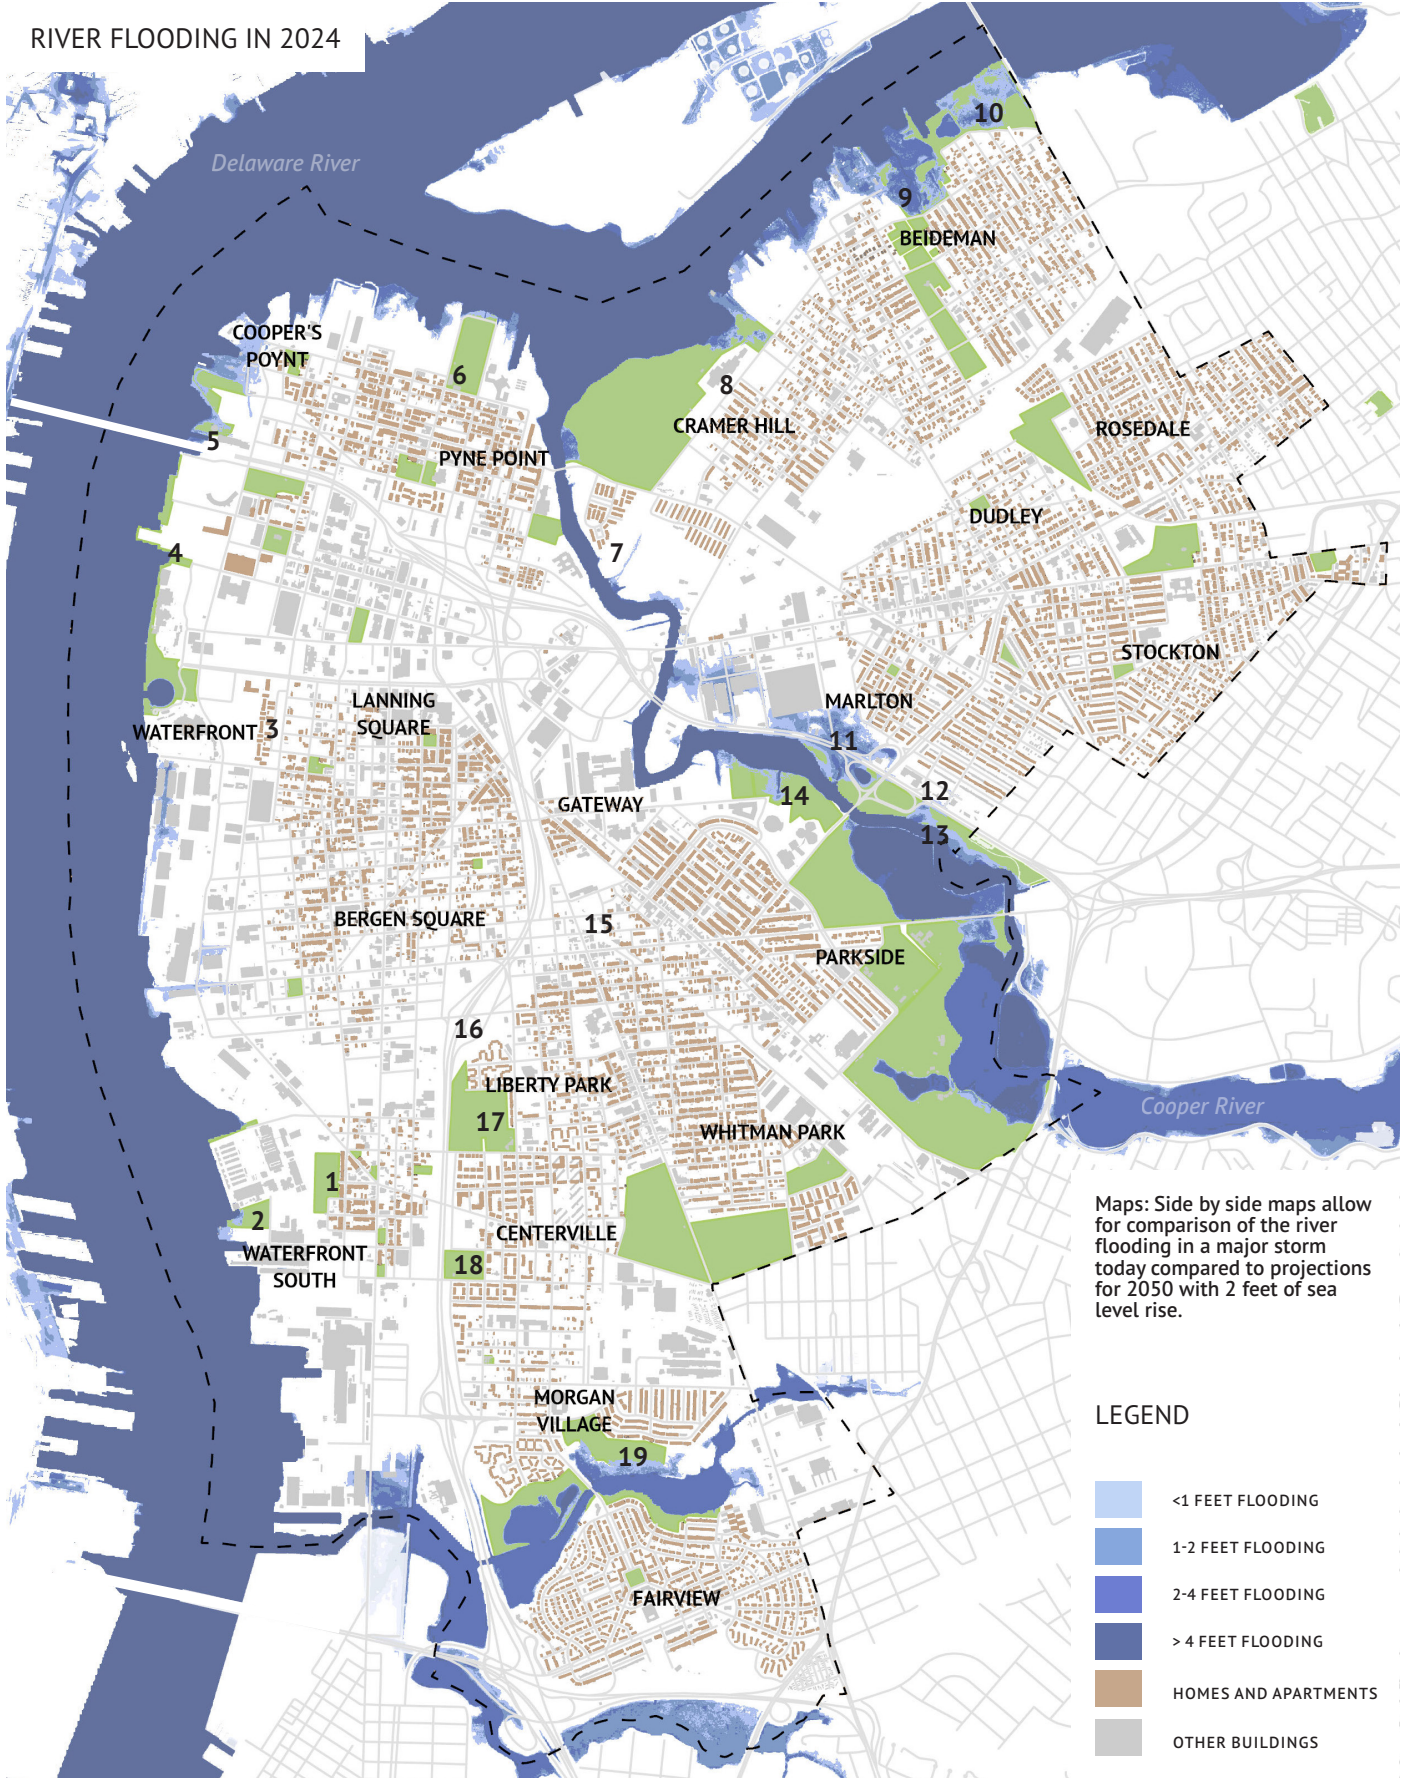 RIVER FLOODING IN 2024
Delaware River
10
9
BEIDEMAN
COOPER'S
POYNT
6
8
CRAMER HILL
5
PYNE POINT
ROSEDALE
DUDLEY
4
7
STOCKTON
LANNING
SQUARE
MARLTON
WATERFRONT
3
11
GATEWAY
14
12
13
BERGEN SQUARE
15
PARKSIDE
16
LIBERTY PARK
17
Cooper River
WHITMAN PARK
1
2
WATERFRONT
SOUTH
CENTERVILLE
18
Maps: Side by side maps allow
for comparison of the river
flooding in a major storm
today compared to projections
for 2050 with 2 feet of sea
level rise.
MORGAN
VILLAGE
19
FAIRVIEW
LEGEND
<1 FEET FLOODING
1-2 FEET FLOODING
2-4 FEET FLOODING
> 4 FEET FLOODING
HOMES AND APARTMENTS
OTHER BUILDINGS